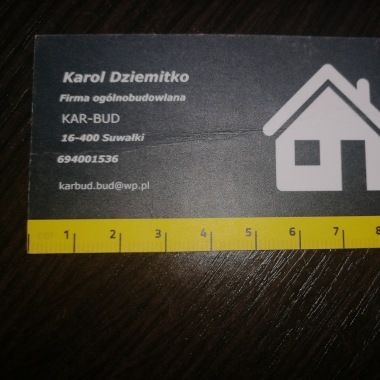 Karol Dziemitko
Firma ogólnobudowlana
KAR-BUD
16-400 Suwałki
694001536
karbud.bud@wp.pl
1 2 3 4 5 6 7 8